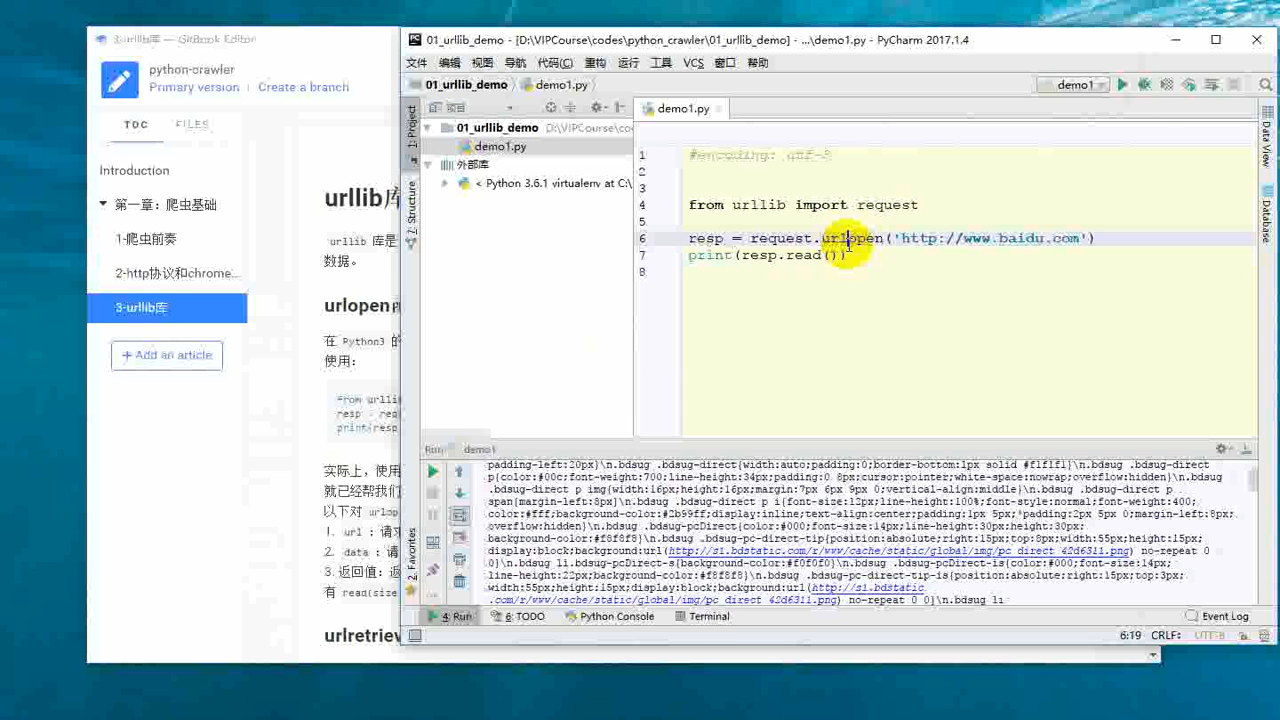 3-urllib库 — GitBook Editor
python-crawler
Primary version
Create a branch
TOC
FILES
Introduction
第一章：爬虫基础
1-爬虫前奏
2-http协议和chrome...
3-urllib库
+ Add an article
urllib库
urllib 库是
数据。
urlopen
在 Python3 的
使用：
from urlli
resp = req
print(resp
实际上，使用
就已经帮我们
以下对 urlop
1. url ：请求
2. data ：请
3. 返回值：返
有 read(size
urlretriev
01_urllib_demo - [D:\VIPCourse\codes\python_crawler\01_urllib_demo] - ...\demo1.py - PyCharm 2017.1.4
文件 编辑 视图 导航 代码(C) 重构 运行 工具 VCS 窗口 帮助
01_urllib_demo
demo1.py
demo1
1: Project
项目
demo1.py
01_urllib_demo D:\VIPCourse\co
demo1.py
外部库
< Python 3.6.1 virtualenv at C:\
7: Structure
2: Favorites
Data View
Database
1 #encoding: utf-8
2
3
4 from urllib import request
5
6 resp = request.urlopen('http://www.baidu.com')
7 print(resp.read())
8
Run: demo1
padding-left:20px}\n.bdsug .bdsug-direct{width:auto;padding:0;border-bottom:1px solid #f1f1f1}\n.bdsug .bdsug-direct
p{color:#00c;font-weight:700;line-height:34px;padding:0 8px;cursor:pointer;white-space:nowrap;overflow:hidden}\n
.bdsug .bdsug-direct p img{width:16px;height:16px;margin:7px 6px 9px 0;vertical-align:middle}\n.bdsug .bdsug-direct p
span{margin-left:8px}\n.bdsug .bdsug-direct p i{font-size:12px;line-height:100%;font-style:normal;font-weight:400;
color:#fff;background-color:#2b99ff;display:inline;text-align:center;padding:1px 5px;*padding:2px 5px 0;margin-left:8px;
overflow:hidden}\n.bdsug .bdsug-pcDirect{color:#000;font-size:14px;line-height:30px;height:30px;
background-color:#f8f8f8}\n .bdsug .bdsug-pc-direct-tip{position:absolute;right:15px;top:8px;width:55px;height:15px;
display:block;background:url(http://s1.bdstatic.com/r/www/cache/static/global/img/pc_direct_42d6311.png) no-repeat 0
0}\n.bdsug li.bdsug-pcDirect-s{background-color:#f0f0f0}\n.bdsug .bdsug-pcDirect-is{color:#000;font-size:14px;
line-height:22px;background-color:#f8f8f8}\n.bdsug .bdsug-pc-direct-tip-is{position:absolute;right:15px;top:3px;
width:55px;height:15px;display:block;background:url(http://s1.bdstatic
.com/r/www/cache/static/global/img/pc_direct_42d6311.png) no-repeat 0 0}\n.bdsug li
4: Run
6: TODO
Python Console
Terminal
Event Log
6:19 CRLF: UTF-8